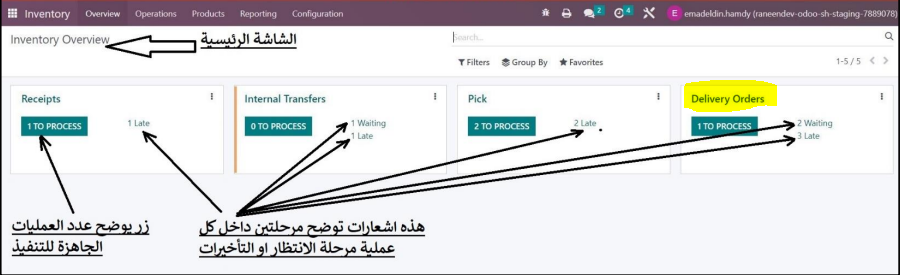 Inventory Overview Operations Products Reporting Configuration 2 4 E emadeldin.hamdy (raneendev-odoo-sh-staging-7889078)
Inventory Overview الشاشة الرئيسية Search...
Filters Group By Favorites 1-5 / 5
Receipts Internal Transfers Pick Delivery Orders
1 TO PROCESS 1 Late 0 TO PROCESS 1 Waiting 2 TO PROCESS 2 Late 1 TO PROCESS 2 Waiting
1 Late 3 Late
زر يوضح عدد العمليات
الجاهزة للتنفيذ
هذه اشعارات توضح مرحلتين داخل كل
عملية مرحلة الانتظار او التأخيرات